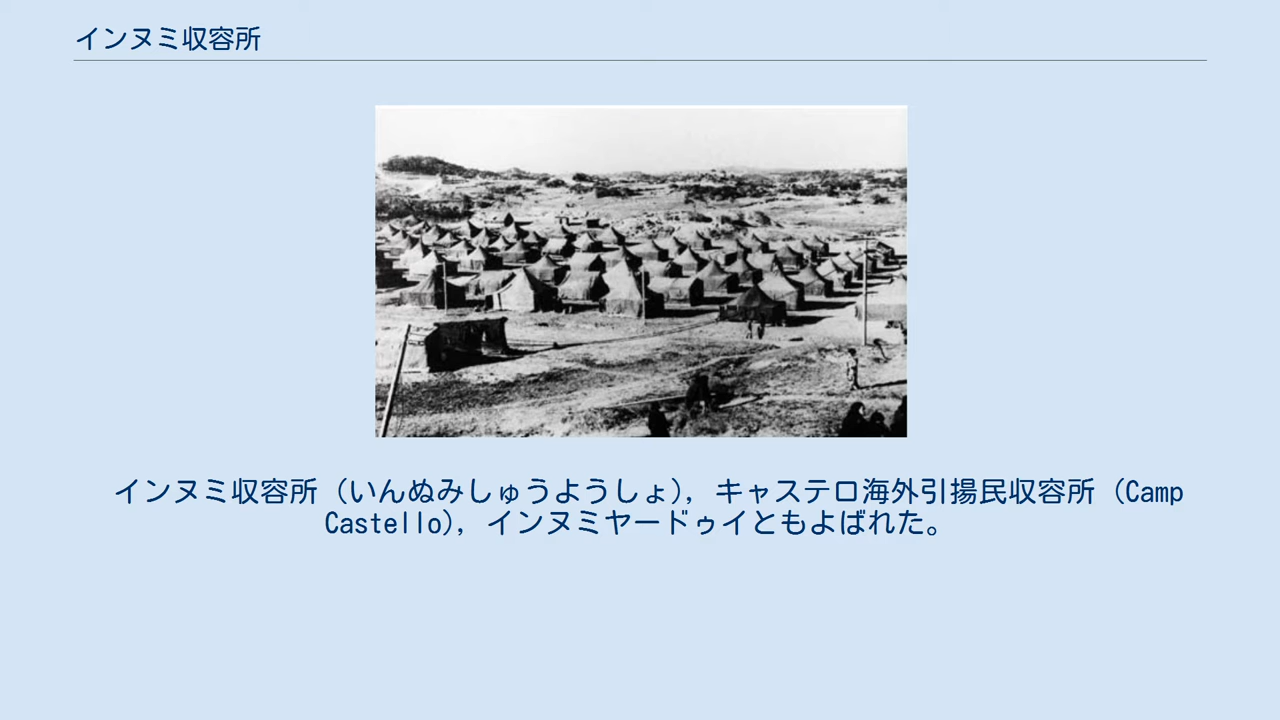 インヌミ収容所
インヌミ収容所（いんぬみしゅうようしょ），キャステロ海外引揚民収容所（Camp
Castello），インヌミヤードゥイともよばれた。